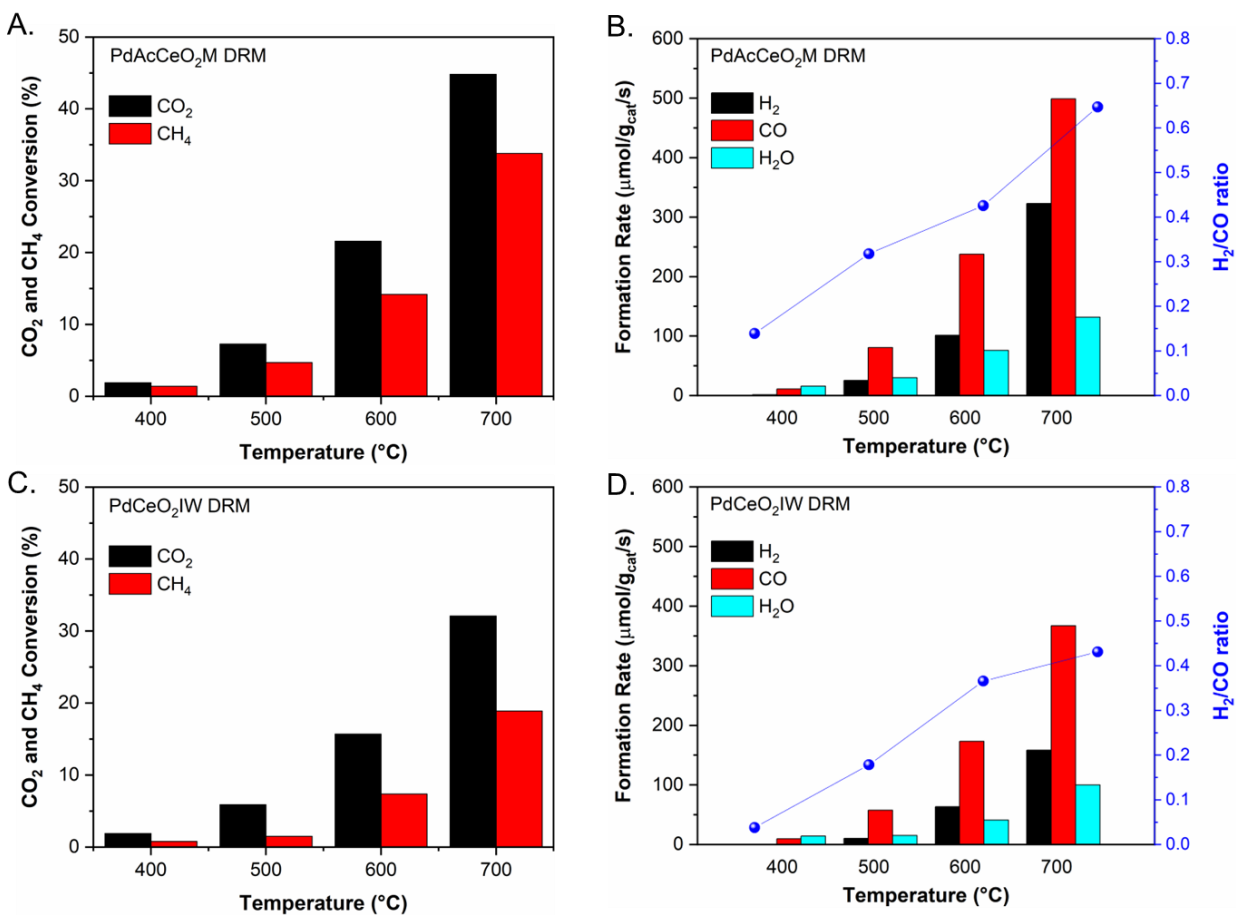 A.
PdAcCeO₂M DRM
CO₂
CH₄
CO₂ and CH₄ Conversion (%)
50
40
30
20
10
0
400 500 600 700
Temperature (°C)
B.
PdAcCeO₂M DRM
H₂
CO
H₂O
Formation Rate (μmol/g_cat/s)
600
500
400
300
200
100
0
0.8
0.7
0.6
0.5
0.4
0.3
0.2
0.1
0.0
H₂/CO ratio
400 500 600 700
Temperature (°C)
C.
PdCeO₂IW DRM
CO₂
CH₄
CO₂ and CH₄ Conversion (%)
50
40
30
20
10
0
400 500 600 700
Temperature (°C)
D.
PdCeO₂IW DRM
H₂
CO
H₂O
Formation Rate (μmol/g_cat/s)
600
500
400
300
200
100
0
0.8
0.7
0.6
0.5
0.4
0.3
0.2
0.1
0.0
H₂/CO ratio
400 500 600 700
Temperature (°C)